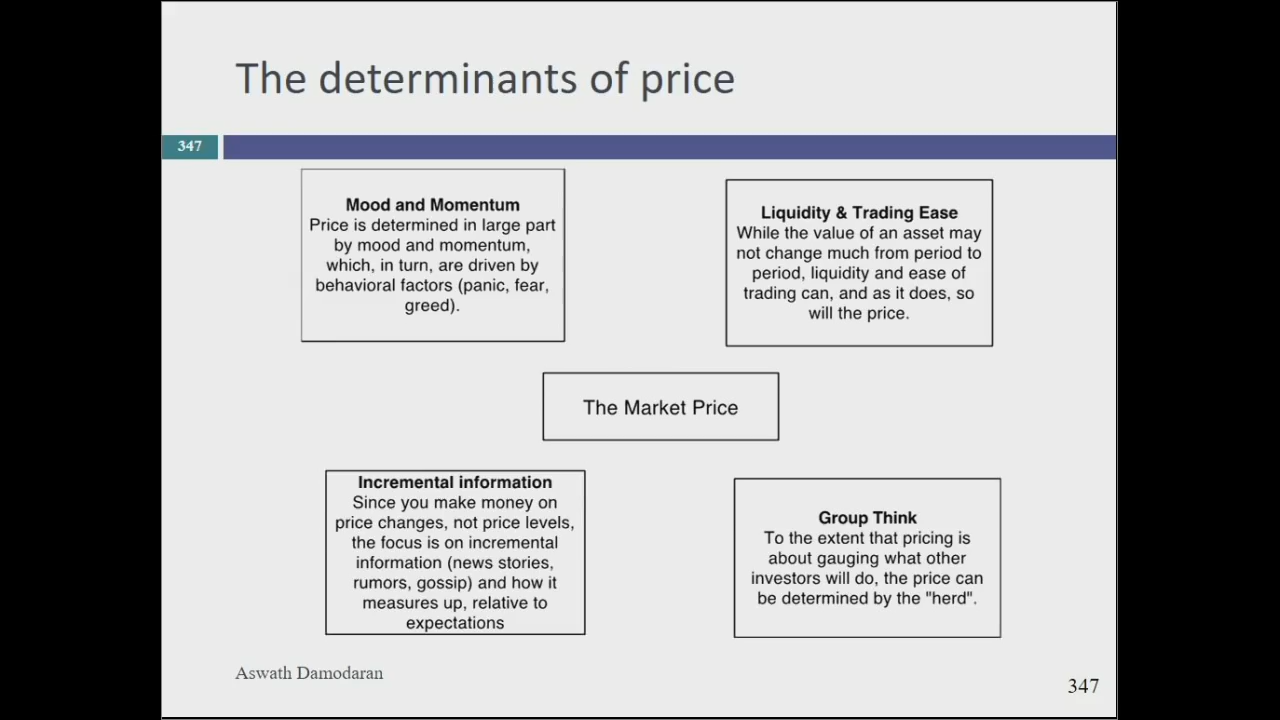 The determinants of price
347
Mood and Momentum
Price is determined in large part
by mood and momentum,
which, in turn, are driven by
behavioral factors (panic, fear,
greed).
Liquidity & Trading Ease
While the value of an asset may
not change much from period to
period, liquidity and ease of
trading can, and as it does, so
will the price.
The Market Price
Incremental information
Since you make money on
price changes, not price levels,
the focus is on incremental
information (news stories,
rumors, gossip) and how it
measures up, relative to
expectations
Group Think
To the extent that pricing is
about gauging what other
investors will do, the price can
be determined by the "herd".
Aswath Damodaran
347